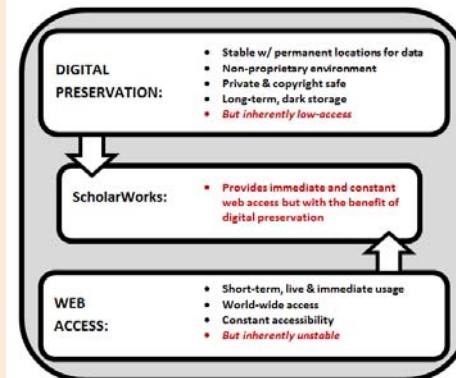 DIGITAL
PRESERVATION:
• Stable w/ permanent locations for data
• Non-proprietary environment
• Private & copyright safe
• Long-term, dark storage
• But inherently low-access
ScholarWorks:
• Provides immediate and constant
web access but with the benefit of
digital preservation
WEB
ACCESS:
• Short-term, live & immediate usage
• World-wide access
• Constant accessibility
• But inherently unstable